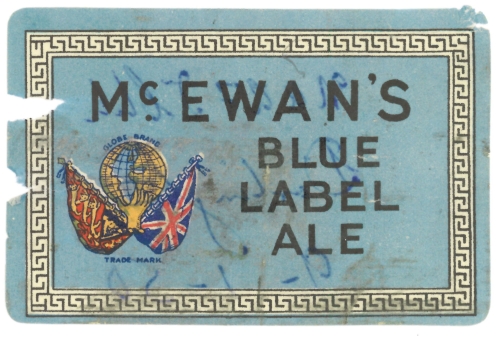 McEWAN'S
BLUE
LABEL
ALE
GLOBE BRAND
TRADE MARK